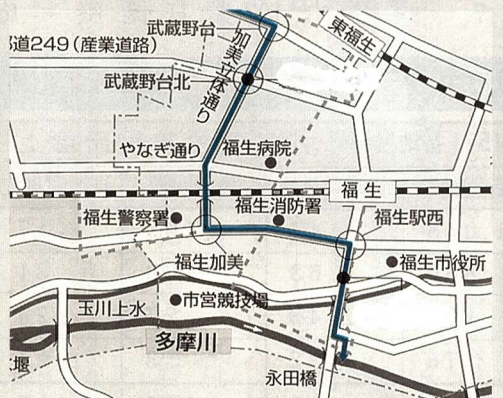 武蔵野台
東福生
道249(産業道路)
加美立体通り
武蔵野台北
やなぎ通り
福生病院
福生
福生警察署
福生消防署
福生駅西
福生加美
福生市役所
玉川上水
市営競技場
多摩川
堰
永田橋